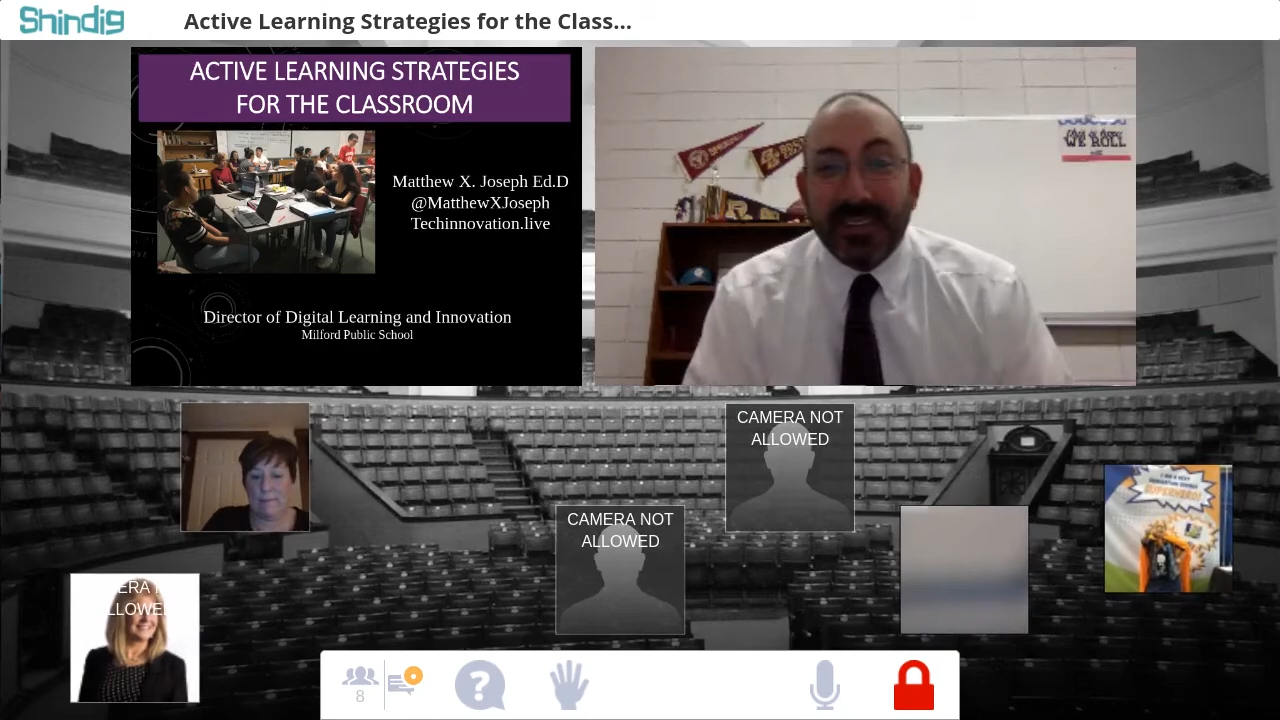 Shindig
Active Learning Strategies for the Class...
ACTIVE LEARNING STRATEGIES
FOR THE CLASSROOM
Matthew X. Joseph Ed.D
@MatthewXJoseph
Techinnovation.live
Director of Digital Learning and Innovation
Milford Public School
WE ROLL
CAMERA NOT
ALLOWED
CAMERA NOT
ALLOWED
SUPERHERO!
8